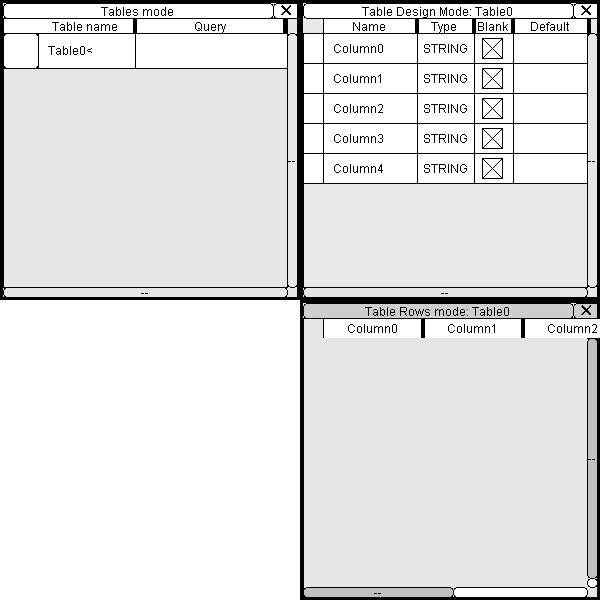 Tables mode
Table name Query
Table0<
--
--
Table Design Mode: Table0
Name Type Blank Default
Column0 STRING
Column1 STRING
Column2 STRING
Column3 STRING
Column4 STRING
--
--
Table Rows mode: Table0
Column0 Column1 Column2
--
--